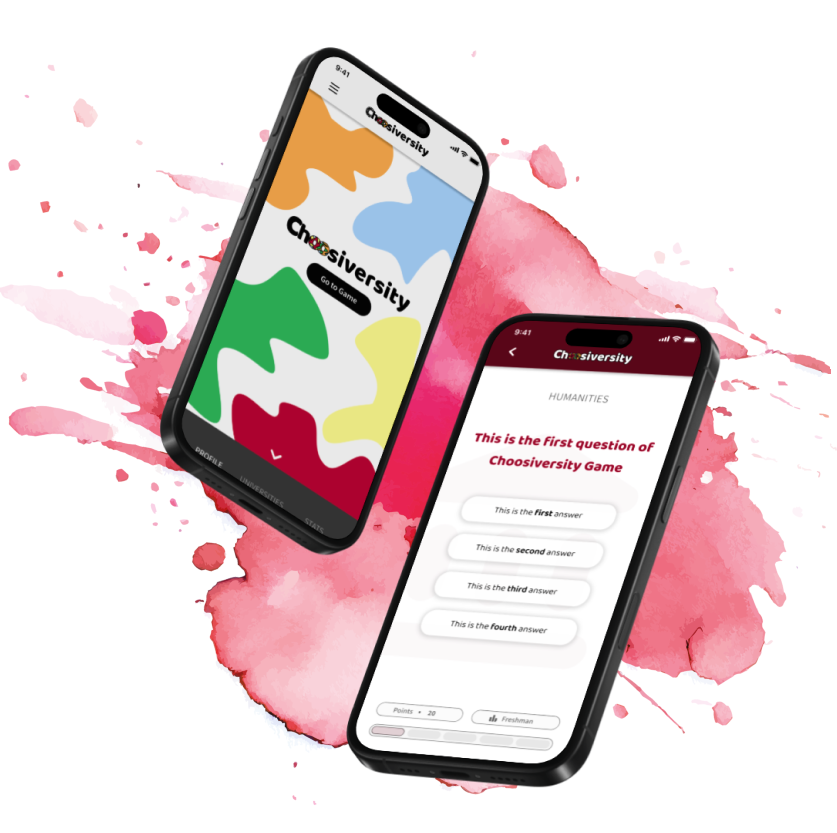 9:41
Choosiversity
Choosiversity
Go to Game
PROFILE
UNIVERSITIES
STATS
9:41
Choosiversity
HUMANITIES
This is the first question of
Choosiversity Game
This is the first answer
This is the second answer
This is the third answer
This is the fourth answer
Points • 20
Freshman